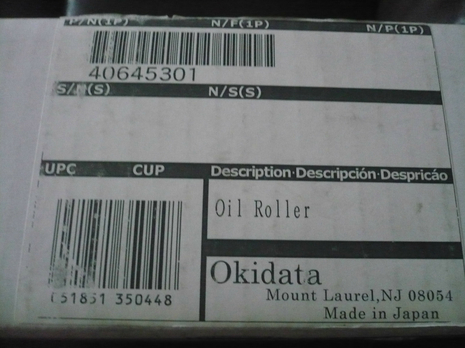 P/N(1P) N/F(1P) N/P(1P)
40645301
S/N(S) N/S(S)
UPC CUP Description·Descripción·Despricáo
Oil Roller
51851 350448
Okidata
Mount Laurel,NJ 08054
Made in Japan